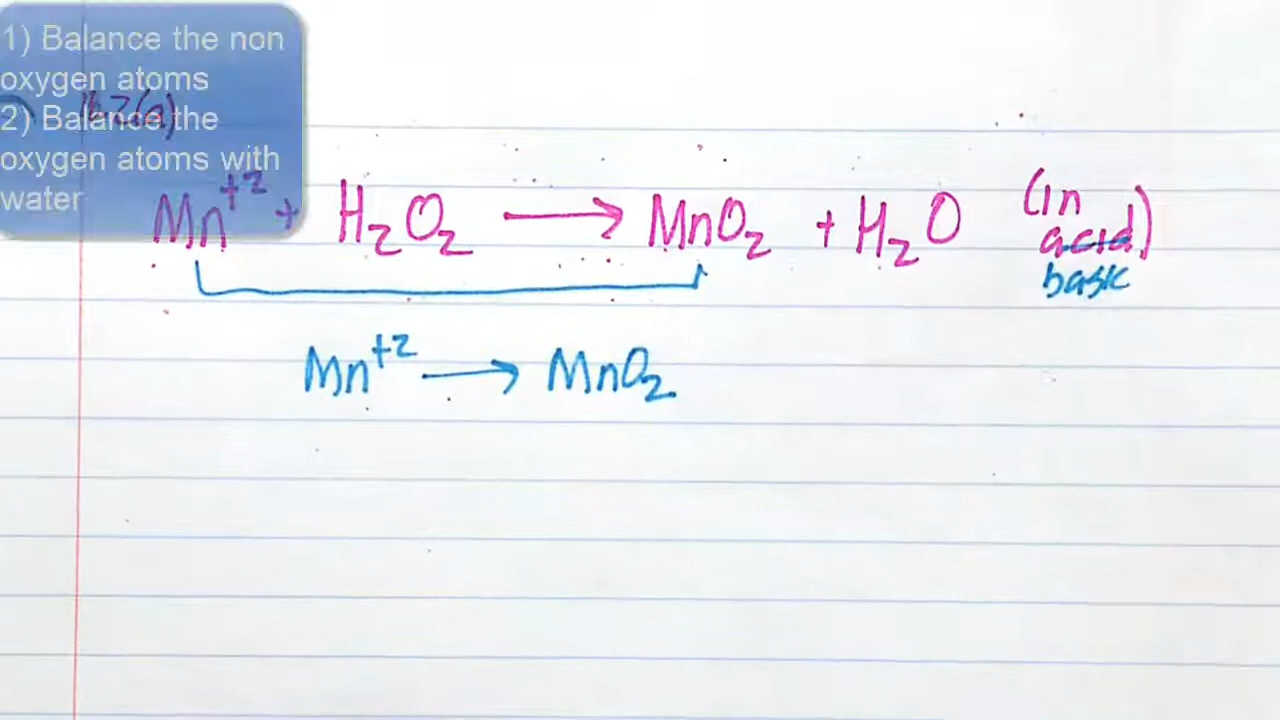 1) Balance the non
oxygen atoms
2) Balance the
oxygen atoms with
water
Mn⁺² + H₂O₂ → MnO₂ + H₂O (in acid)
basic
Mn⁺² → MnO₂